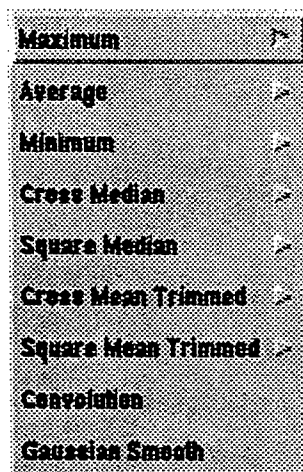 Maximum
Average
Minimum
Cross Median
Square Median
Cross Mean Trimmed
Square Mean Trimmed
Convolution
Gaussian Smooth